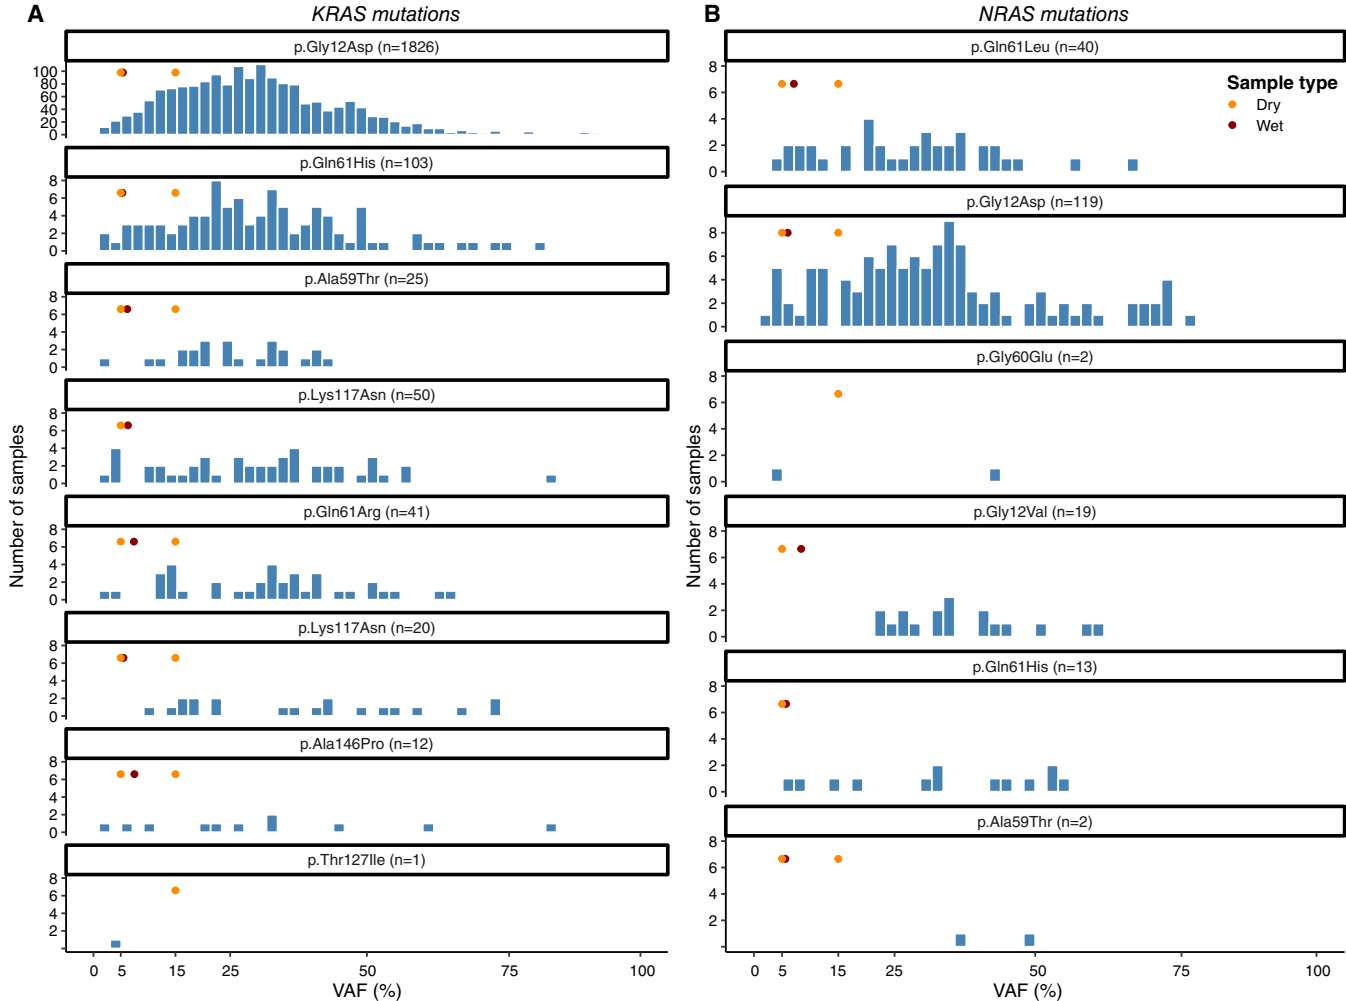 A
KRAS mutations
Number of samples
p.Gly12Asp (n=1826)
100
80
60
40
20
0
p.Gln61His (n=103)
8
6
4
2
0
p.Ala59Thr (n=25)
8
6
4
2
0
p.Lys117Asn (n=50)
8
6
4
2
0
p.Gln61Arg (n=41)
8
6
4
2
0
p.Lys117Asn (n=20)
8
6
4
2
0
p.Ala146Pro (n=12)
8
6
4
2
0
p.Thr127Ile (n=1)
8
6
4
2
0 5 15 25 50 75 100
VAF (%)
B
NRAS mutations
Number of samples
p.Gln61Leu (n=40)
8
6
4
2
0
Sample type
Dry
Wet
p.Gly12Asp (n=119)
8
6
4
2
0
p.Gly60Glu (n=2)
8
6
4
2
0
p.Gly12Val (n=19)
8
6
4
2
0
p.Gln61His (n=13)
8
6
4
2
0
p.Ala59Thr (n=2)
8
6
4
2
0 5 15 25 50 75 100
VAF (%)